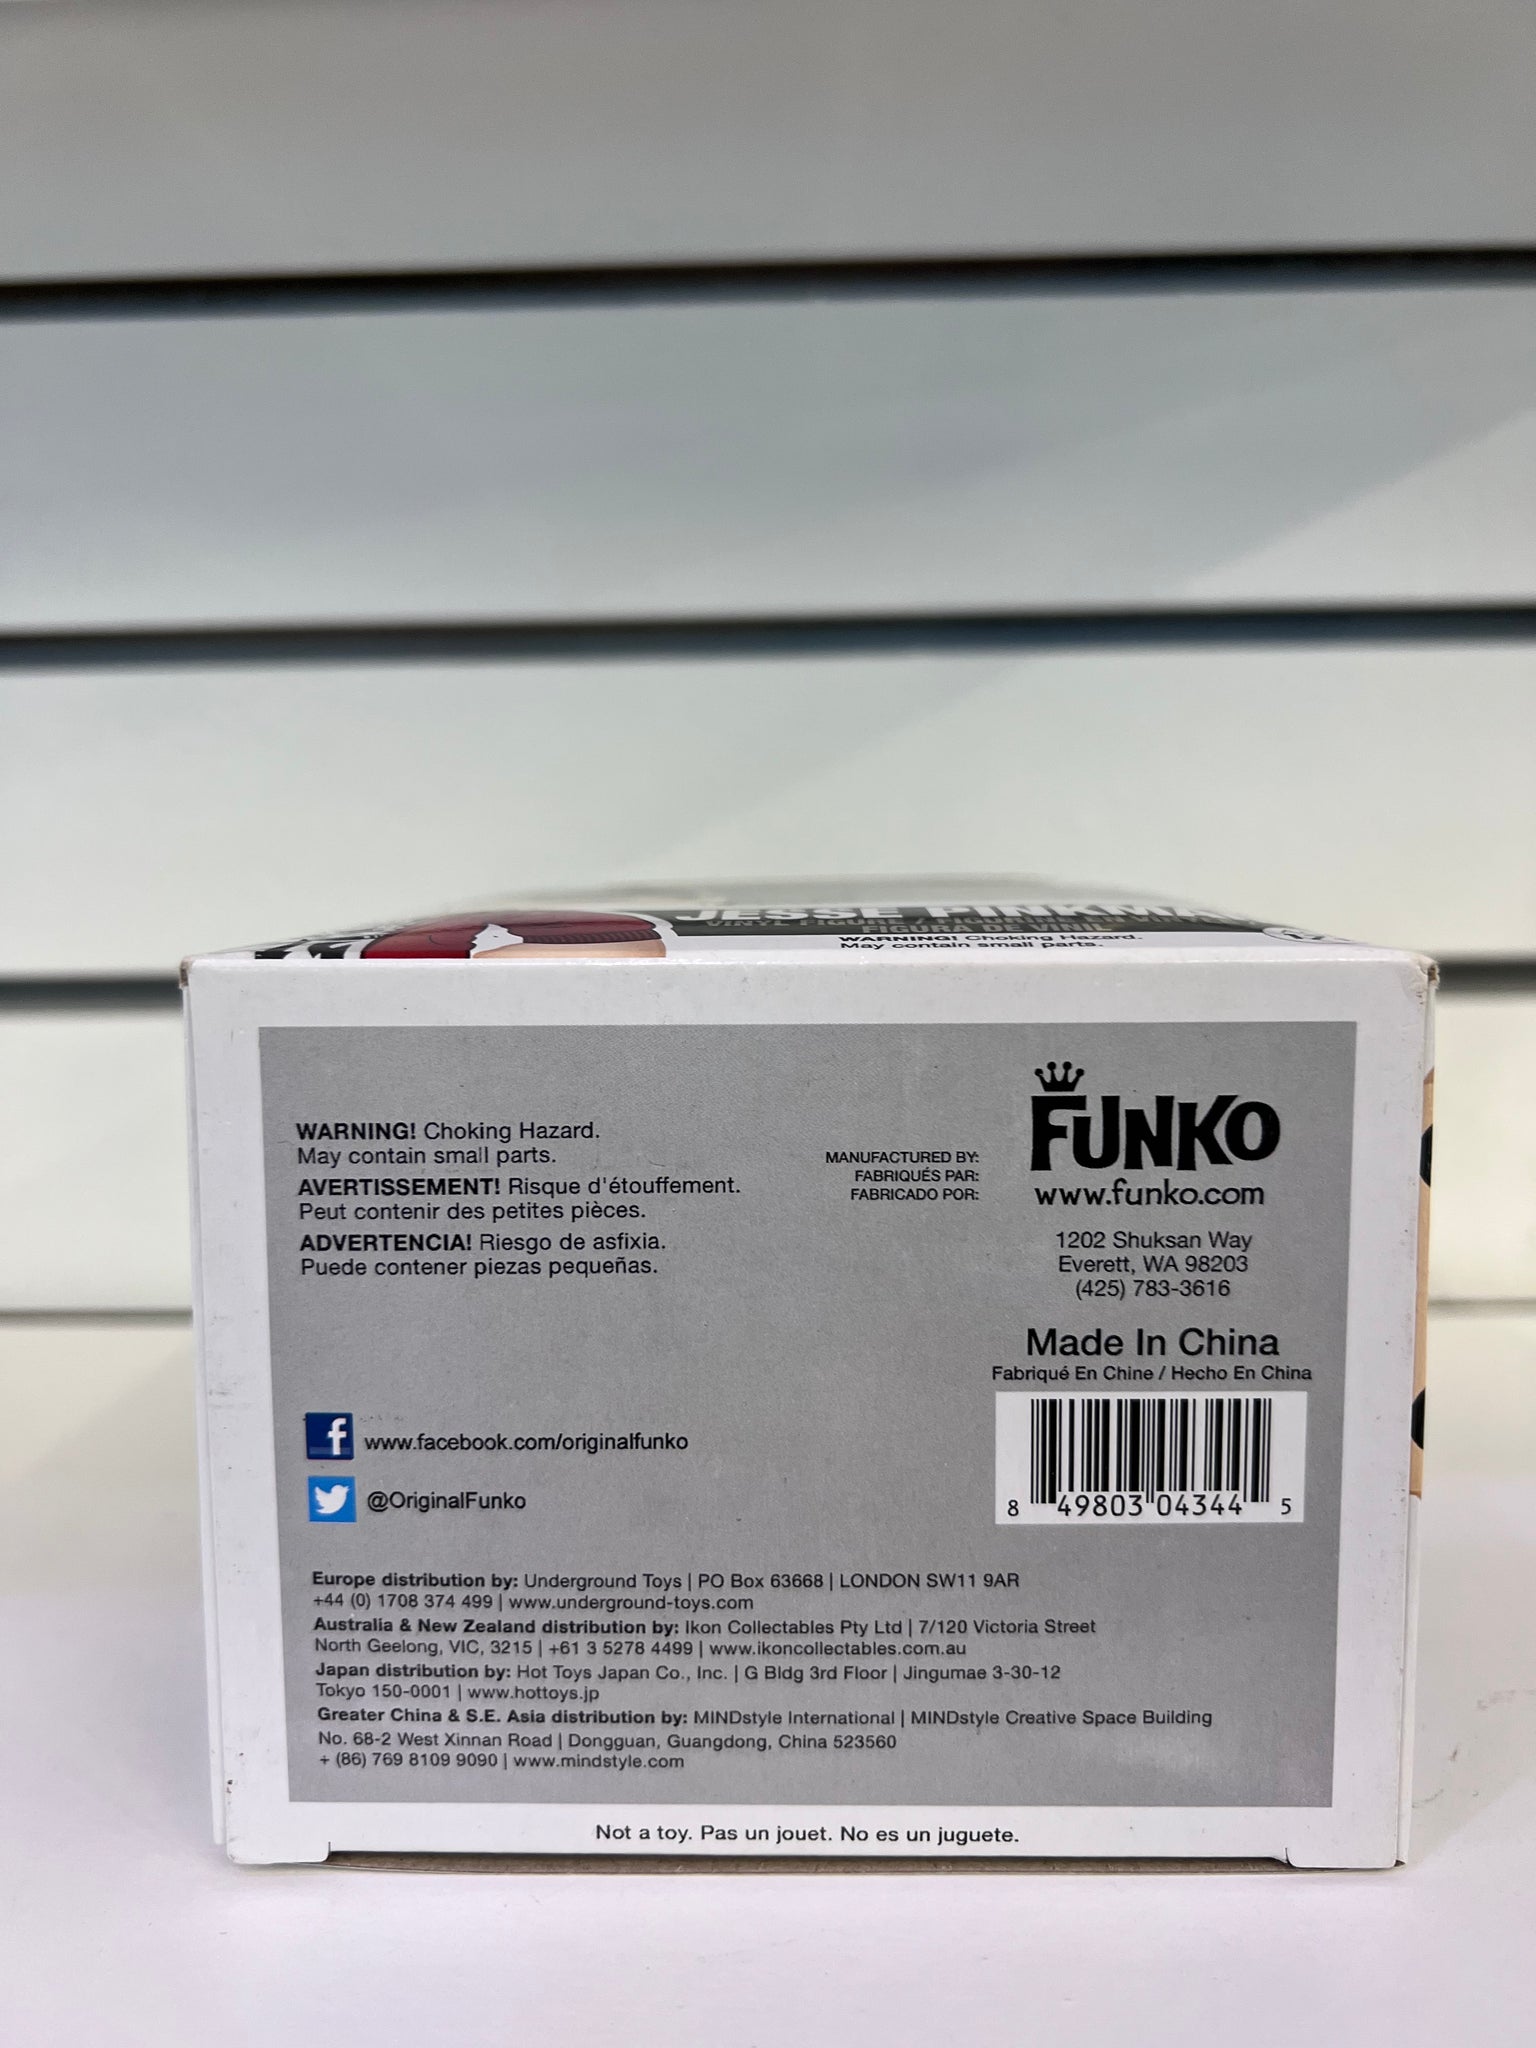 JESSE PINKMA
VINYL FIGURE / FIGURINE EN VINYLE
FIGURA DE VINIL
WARNING! Choking Hazard.
May contain small parts.
WARNING! Choking Hazard.
May contain small parts.
AVERTISSEMENT! Risque d'étouffement.
Peut contenir des petites pièces.
ADVERTENCIA! Riesgo de asfixia.
Puede contener piezas pequeñas.
MANUFACTURED BY:
FABRIQUÉS PAR:
FABRICADO POR:
FUNKO
www.funko.com
1202 Shuksan Way
Everett, WA 98203
(425) 783-3616
Made In China
Fabriqué En Chine / Hecho En China
8 49803 04344 5
f www.facebook.com/originalfunko
@OriginalFunko
Europe distribution by: Underground Toys | PO Box 63668 | LONDON SW11 9AR
+44 (0) 1708 374 499 | www.underground-toys.com
Australia & New Zealand distribution by: Ikon Collectables Pty Ltd | 7/120 Victoria Street
North Geelong, VIC, 3215 | +61 3 5278 4499 | www.ikoncollectables.com.au
Japan distribution by: Hot Toys Japan Co., Inc. | G Bldg 3rd Floor | Jingumae 3-30-12
Tokyo 150-0001 | www.hottoys.jp
Greater China & S.E. Asia distribution by: MINDstyle International | MINDstyle Creative Space Building
No. 68-2 West Xinnan Road | Dongguan, Guangdong, China 523560
+ (86) 769 8109 9090 | www.mindstyle.com
Not a toy. Pas un jouet. No es un juguete.